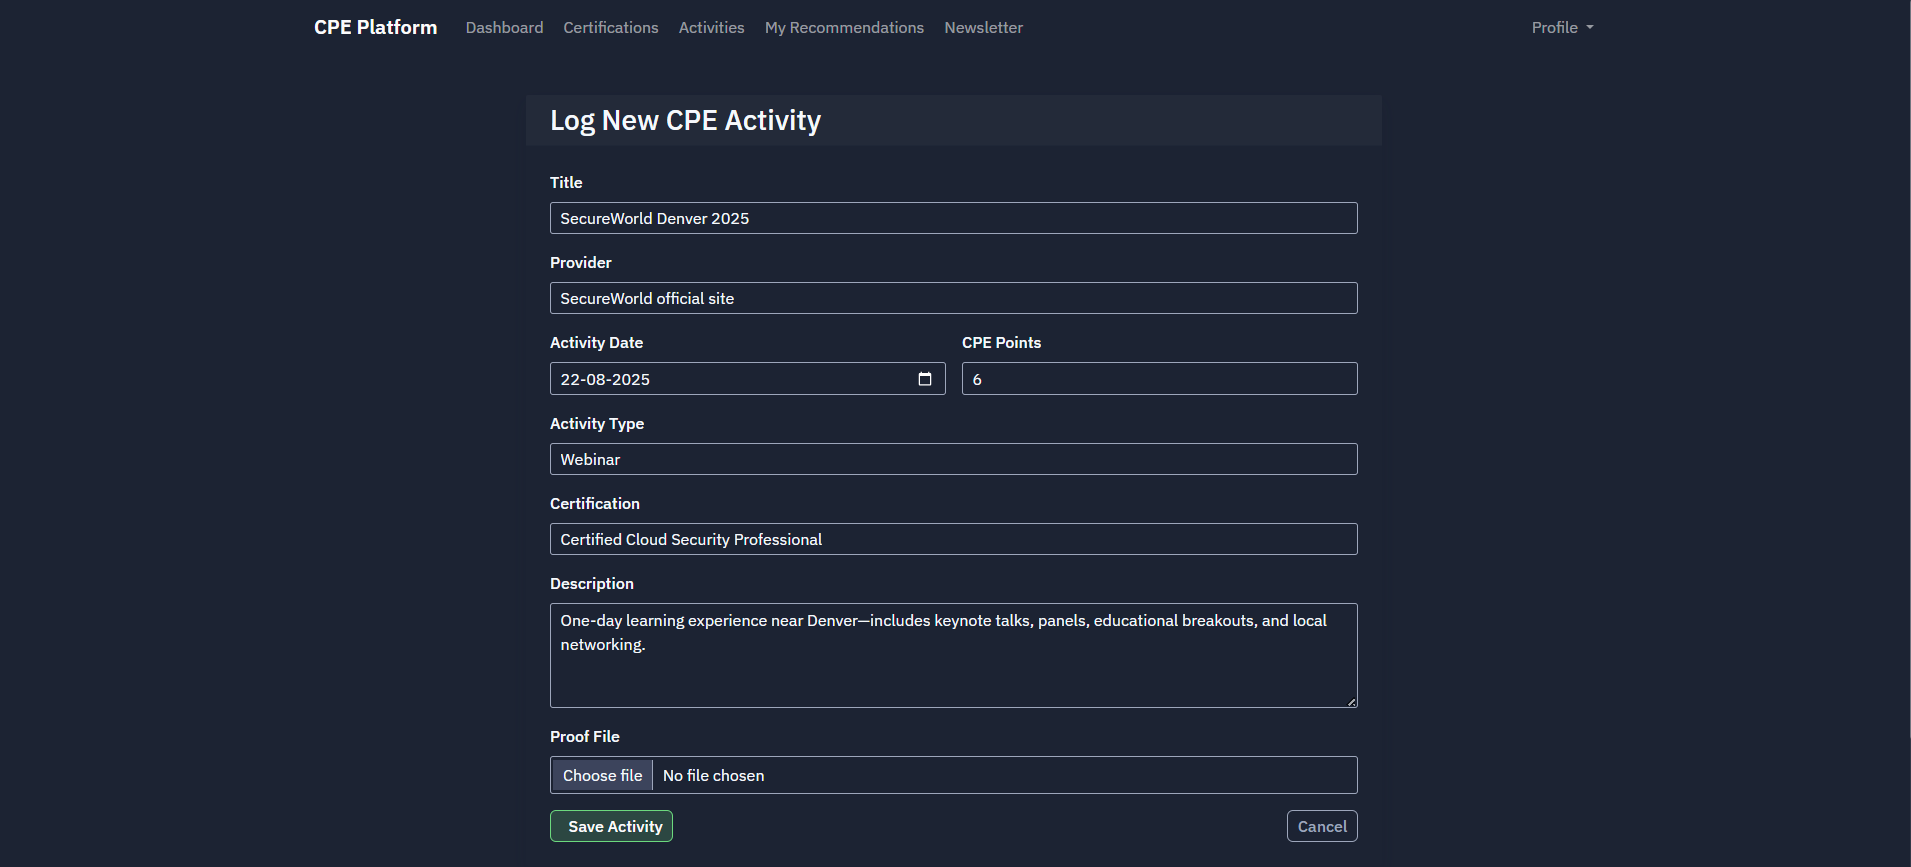 CPE Platform Dashboard Certifications Activities My Recommendations Newsletter Profile
Log New CPE Activity
Title
SecureWorld Denver 2025
Provider
SecureWorld official site
Activity Date CPE Points
22-08-2025 6
Activity Type
Webinar
Certification
Certified Cloud Security Professional
Description
One-day learning experience near Denver—includes keynote talks, panels, educational breakouts, and local
networking.
Proof File
Choose file No file chosen
Save Activity Cancel